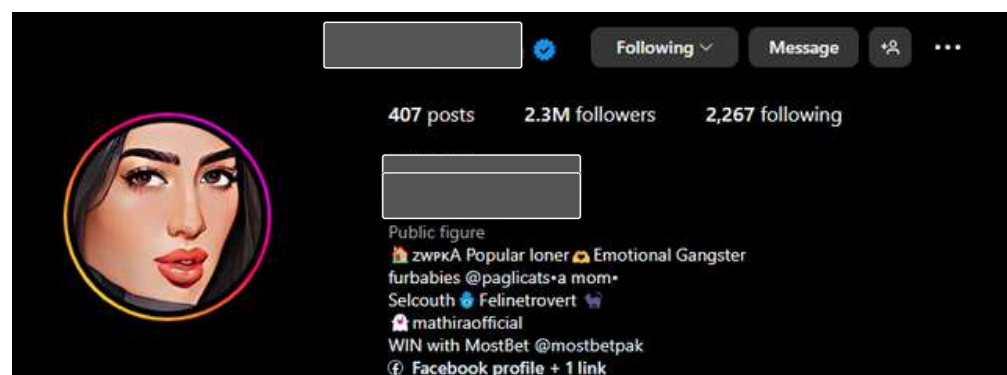 Following Message
407 posts 2.3M followers 2,267 following
Public figure
🏠 ZWPKA Popular loner 🫶 Emotional Gangster
furbabies @paglicats•a mom•
Selcouth 🧿 Felinetrovert 🐈‍⬛
👻 mathiraofficial
WIN with MostBet @mostbetpak
Facebook profile + 1 link